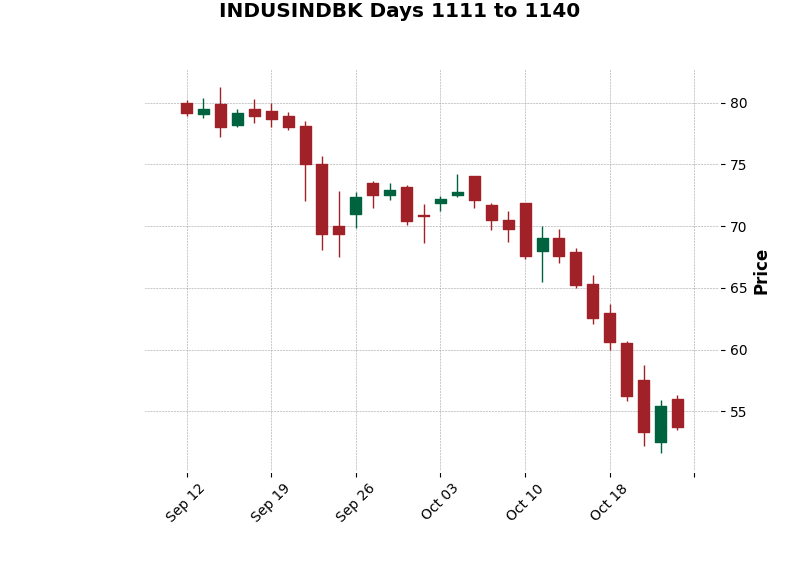 INDUSINDBK Days 1111 to 1140
80
75
70
65
60
55
Price
Sep 12
Sep 19
Sep 26
Oct 03
Oct 10
Oct 18